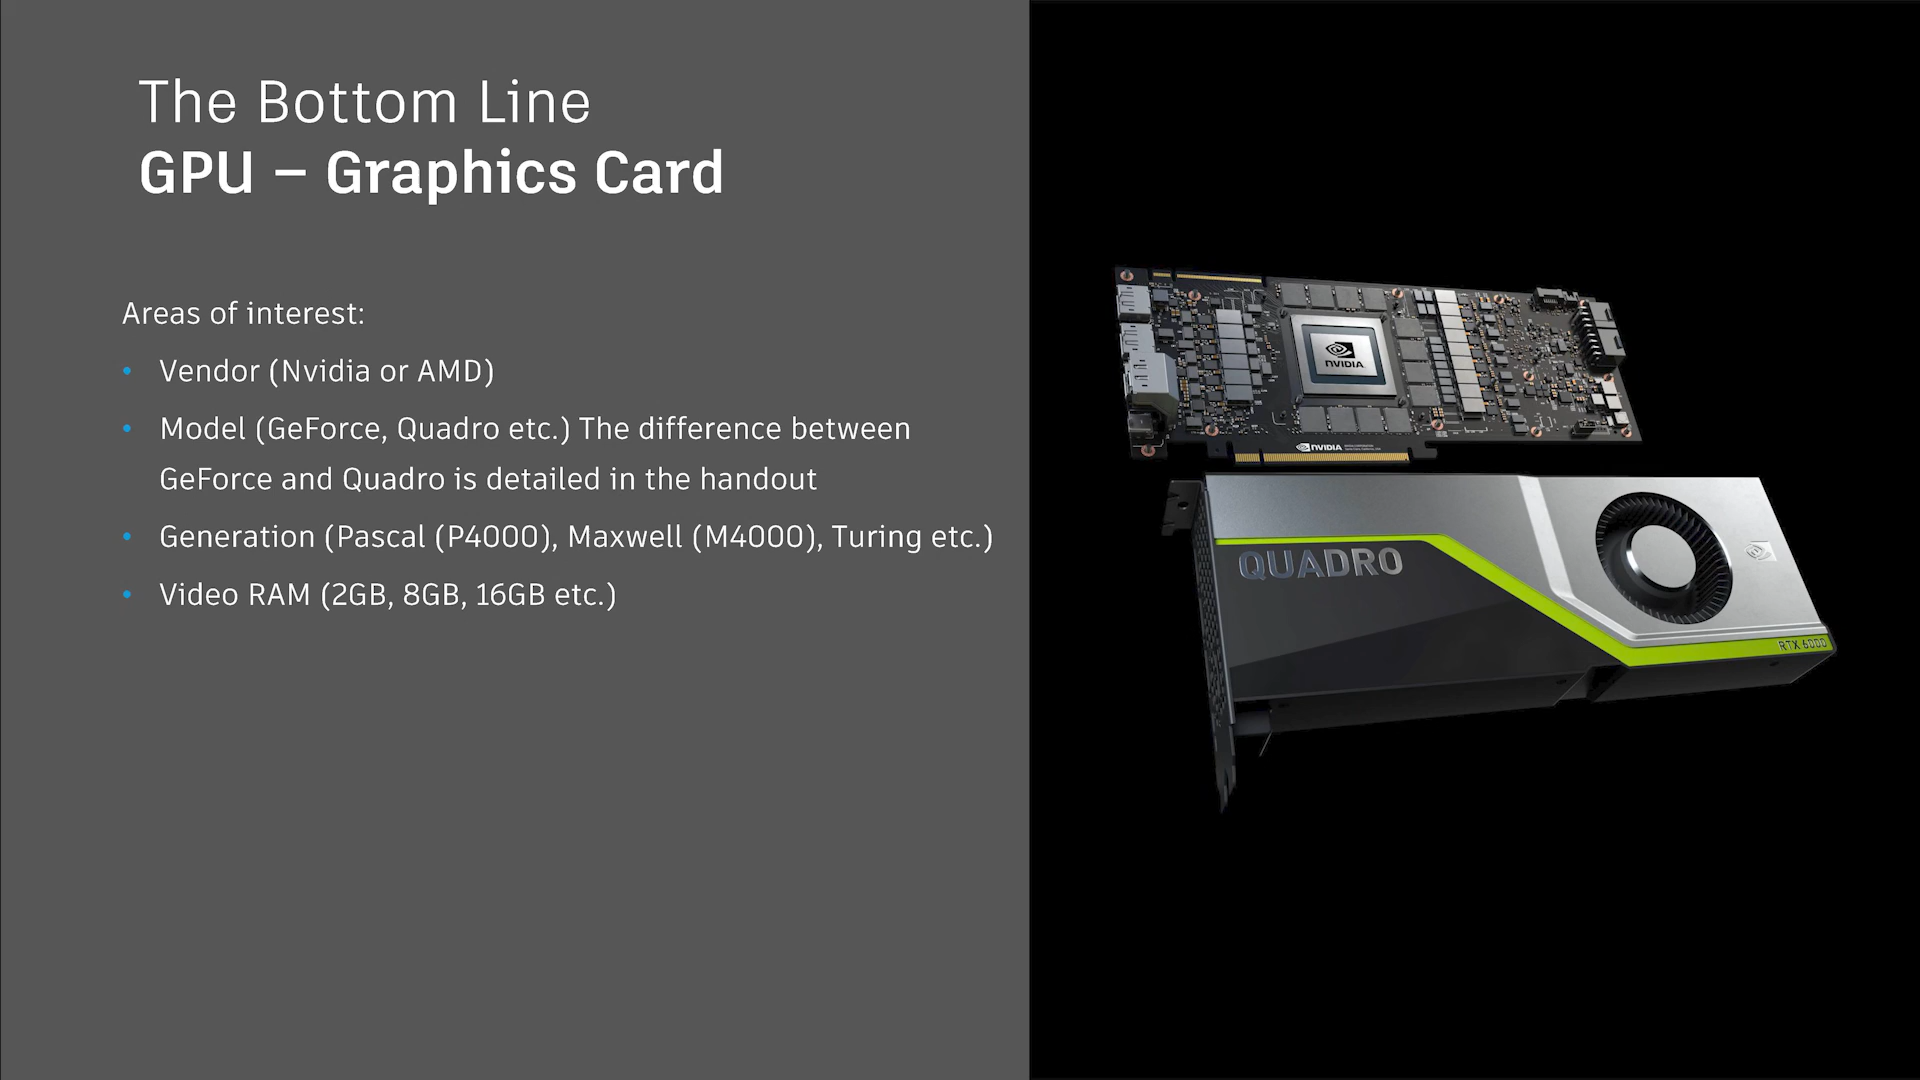 The Bottom Line
GPU – Graphics Card
Areas of interest:
• Vendor (Nvidia or AMD)
• Model (GeForce, Quadro etc.) The difference between
GeForce and Quadro is detailed in the handout
• Generation (Pascal (P4000), Maxwell (M4000), Turing etc.)
• Video RAM (2GB, 8GB, 16GB etc.)
NVIDIA
NVIDIA
QUADRO
RTX 6000